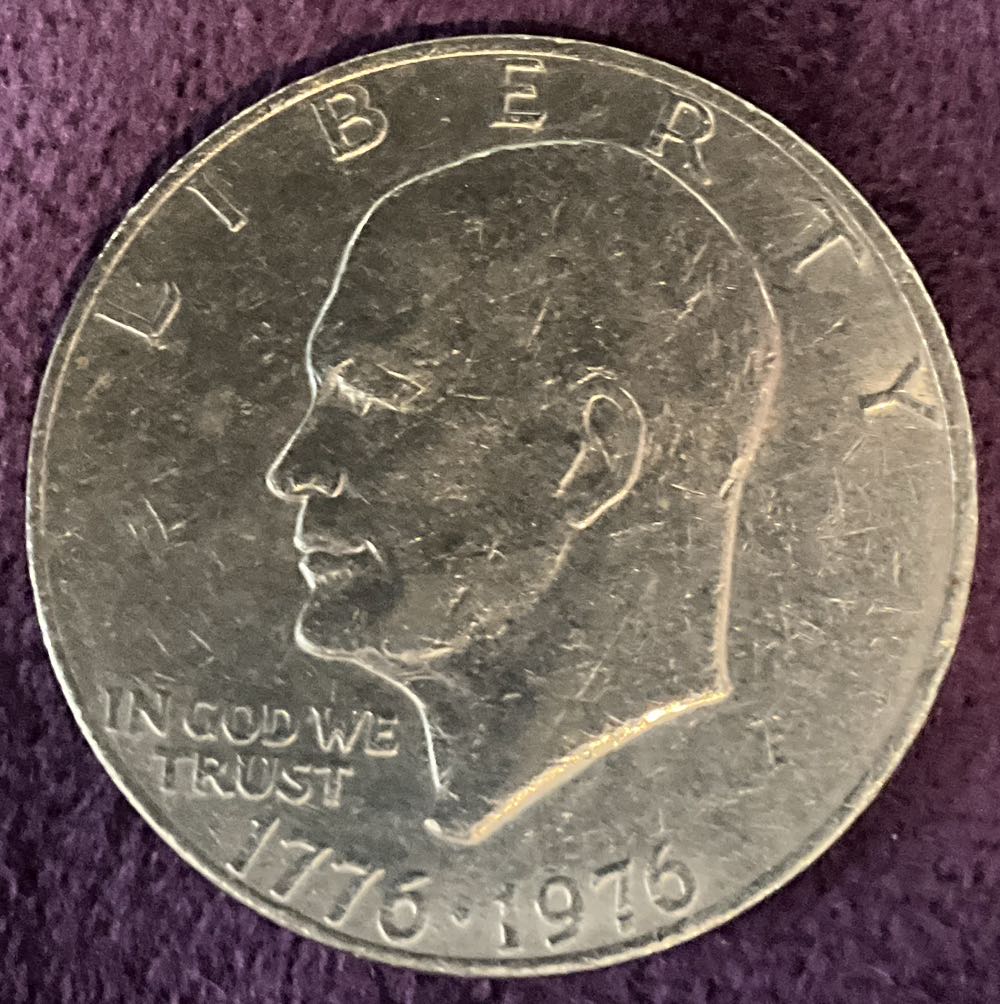 LIBERTY
IN GOD WE
TRUST
1776·1976